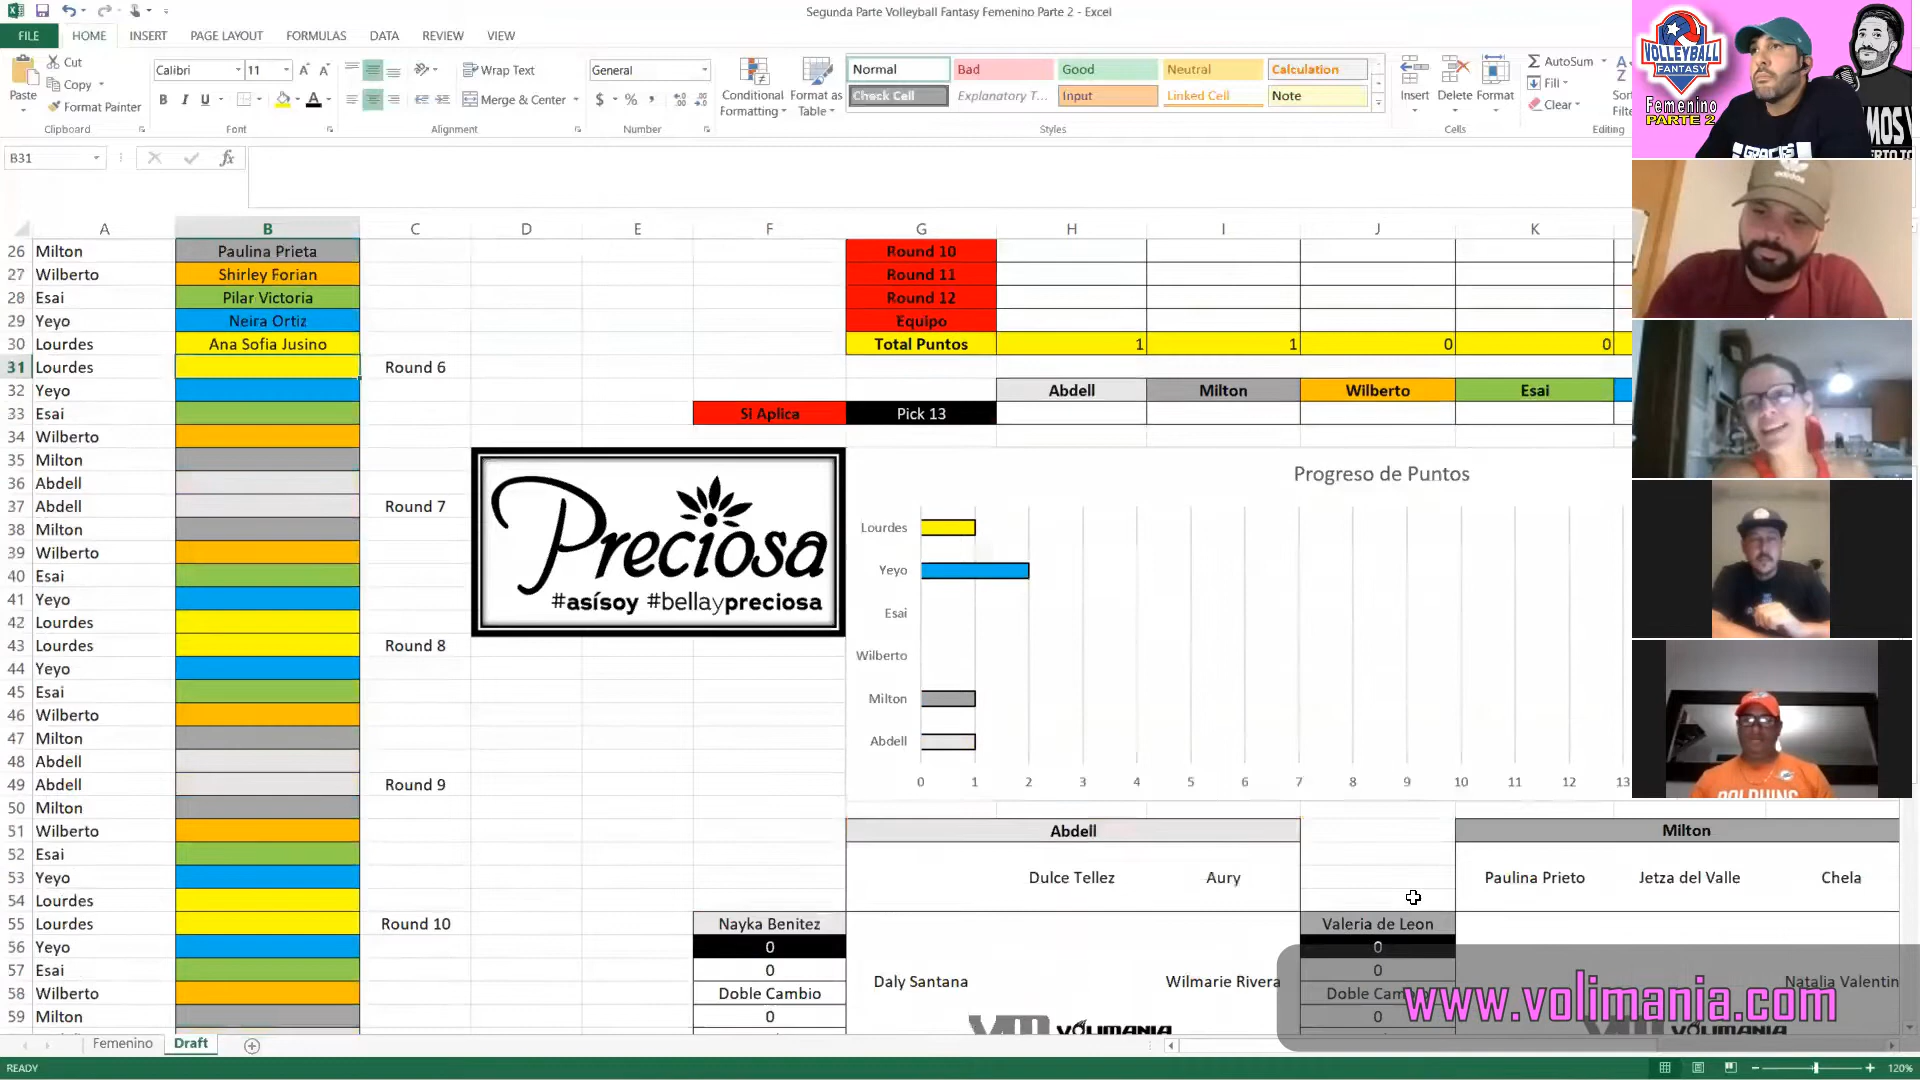 Segunda Parte Volleyball Fantasy Femenino Parte 2 - Excel
FILE HOME INSERT PAGE LAYOUT FORMULAS DATA REVIEW VIEW
Cut
Copy
Format Painter
Paste
Clipboard
Calibri 11
B I U
Font
Wrap Text
Merge & Center
Alignment
General
$ %
Number
Conditional Formatting
Format as Table
Normal Bad Good Neutral Calculation
Check Cell Explanatory T... Input Linked Cell Note
Styles
Insert Delete Format
Cells
AutoSum
Fill
Clear
Editing
VOLLEYBALL
FANTASY
Femenino
PARTE 2
adidas
B31
A B C D E F G H I J K
26 Milton Paulina Prieta Round 10
27 Wilberto Shirley Forian Round 11
28 Esai Pilar Victoria Round 12
29 Yeyo Neira Ortiz Equipo
30 Lourdes Ana Sofia Jusino Total Puntos 1 1 0 0
31 Lourdes Round 6
32 Yeyo Abdell Milton Wilberto Esai
33 Esai Si Aplica Pick 13
34 Wilberto
35 Milton
36 Abdell
37 Abdell Round 7
38 Milton
39 Wilberto
40 Esai
41 Yeyo
42 Lourdes
43 Lourdes Round 8
44 Yeyo
45 Esai
46 Wilberto
47 Milton
48 Abdell
49 Abdell Round 9
50 Milton
51 Wilberto
52 Esai
53 Yeyo
54 Lourdes
55 Lourdes Round 10
56 Yeyo
57 Esai
58 Wilberto
59 Milton
Preciosa
#asísoy #bellaypreciosa
Progreso de Puntos
Lourdes
Yeyo
Esai
Wilberto
Milton
Abdell
0 1 2 3 4 5 6 7 8 9 10 11 12 13
Abdell Milton
Dulce Tellez Aury Paulina Prieto Jetza del Valle Chela
Nayka Benitez Valeria de Leon
0 0
0 0
Daly Santana Wilmarie Rivera Natalia Valentin
Doble Cambio
0 0
VM VOLIMANIA
www.volimania.com
Femenino Draft
READY 120%